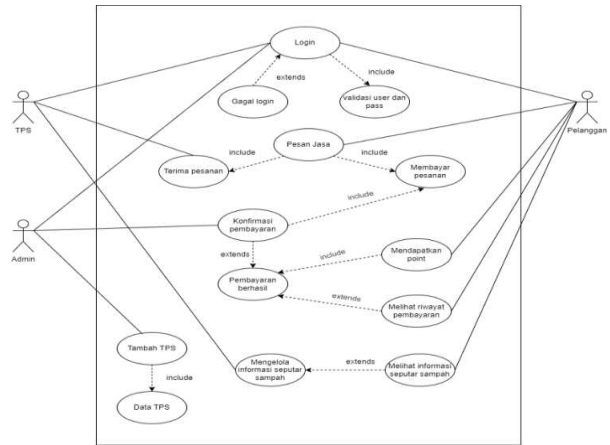 Login
extends
include
Gagal login
validasi user dan
pass
TPS
Pelanggan
Pesan Jasa
include
include
Terima pesanan
Membayar
pesanan
include
Konfirmasi
pembayaran
Admin
extends
include
Mendapatkan
point
Pembayaran
berhasil
extends
Melihat riwayat
pembayaran
Tambah TPS
include
Data TPS
Mengelola
informasi seputar
sampah
extends
Melihat informasi
seputar sampah